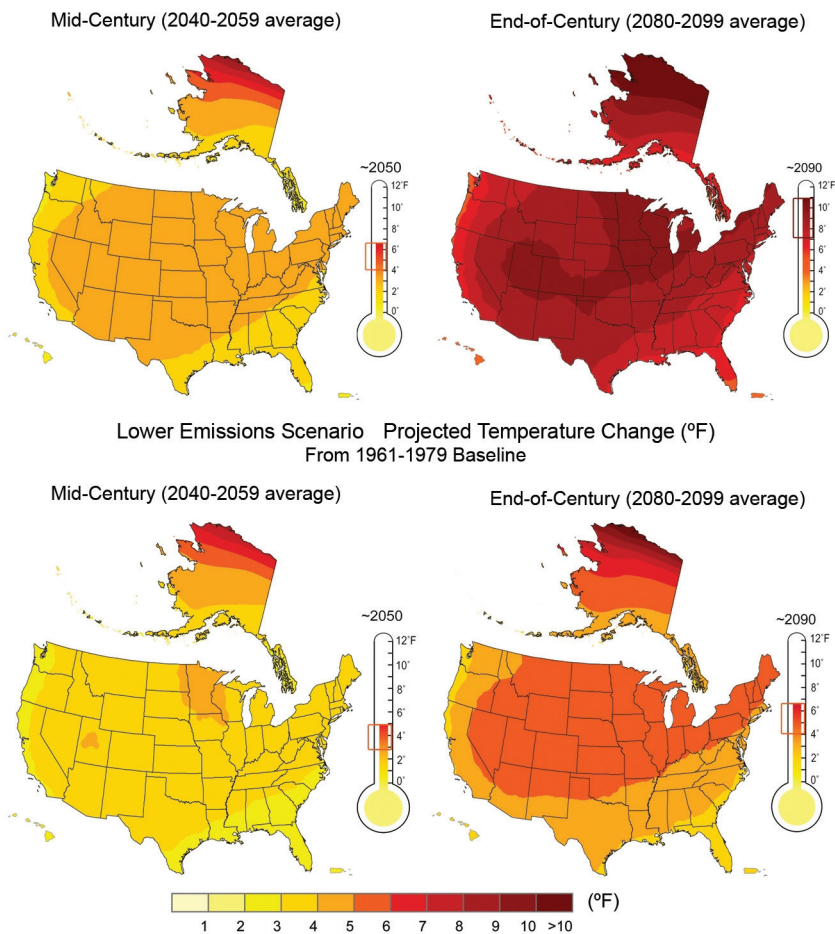 Mid-Century (2040-2059 average) End-of-Century (2080-2099 average)
~2050
12˚F
10˚
8˚
6˚
4˚
2˚
0˚
~2090
12˚F
10˚
8˚
6˚
4˚
2˚
0˚
Lower Emissions Scenario Projected Temperature Change (ºF)
From 1961-1979 Baseline
Mid-Century (2040-2059 average) End-of-Century (2080-2099 average)
~2050
12˚F
10˚
8˚
6˚
4˚
2˚
0˚
~2090
12˚F
10˚
8˚
6˚
4˚
2˚
0˚
(ºF)
1 2 3 4 5 6 7 8 9 10 >10